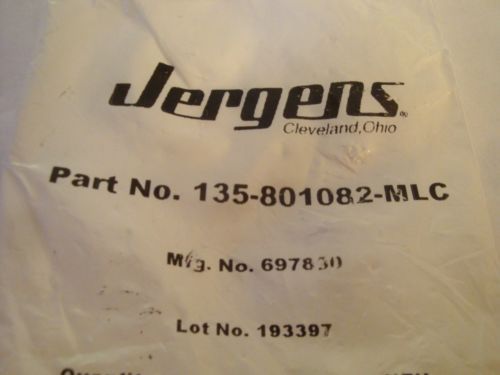 Jergens®
Cleveland, Ohio
Part No. 135-801082-MLC
Mfg. No. 697830
Lot No. 193397